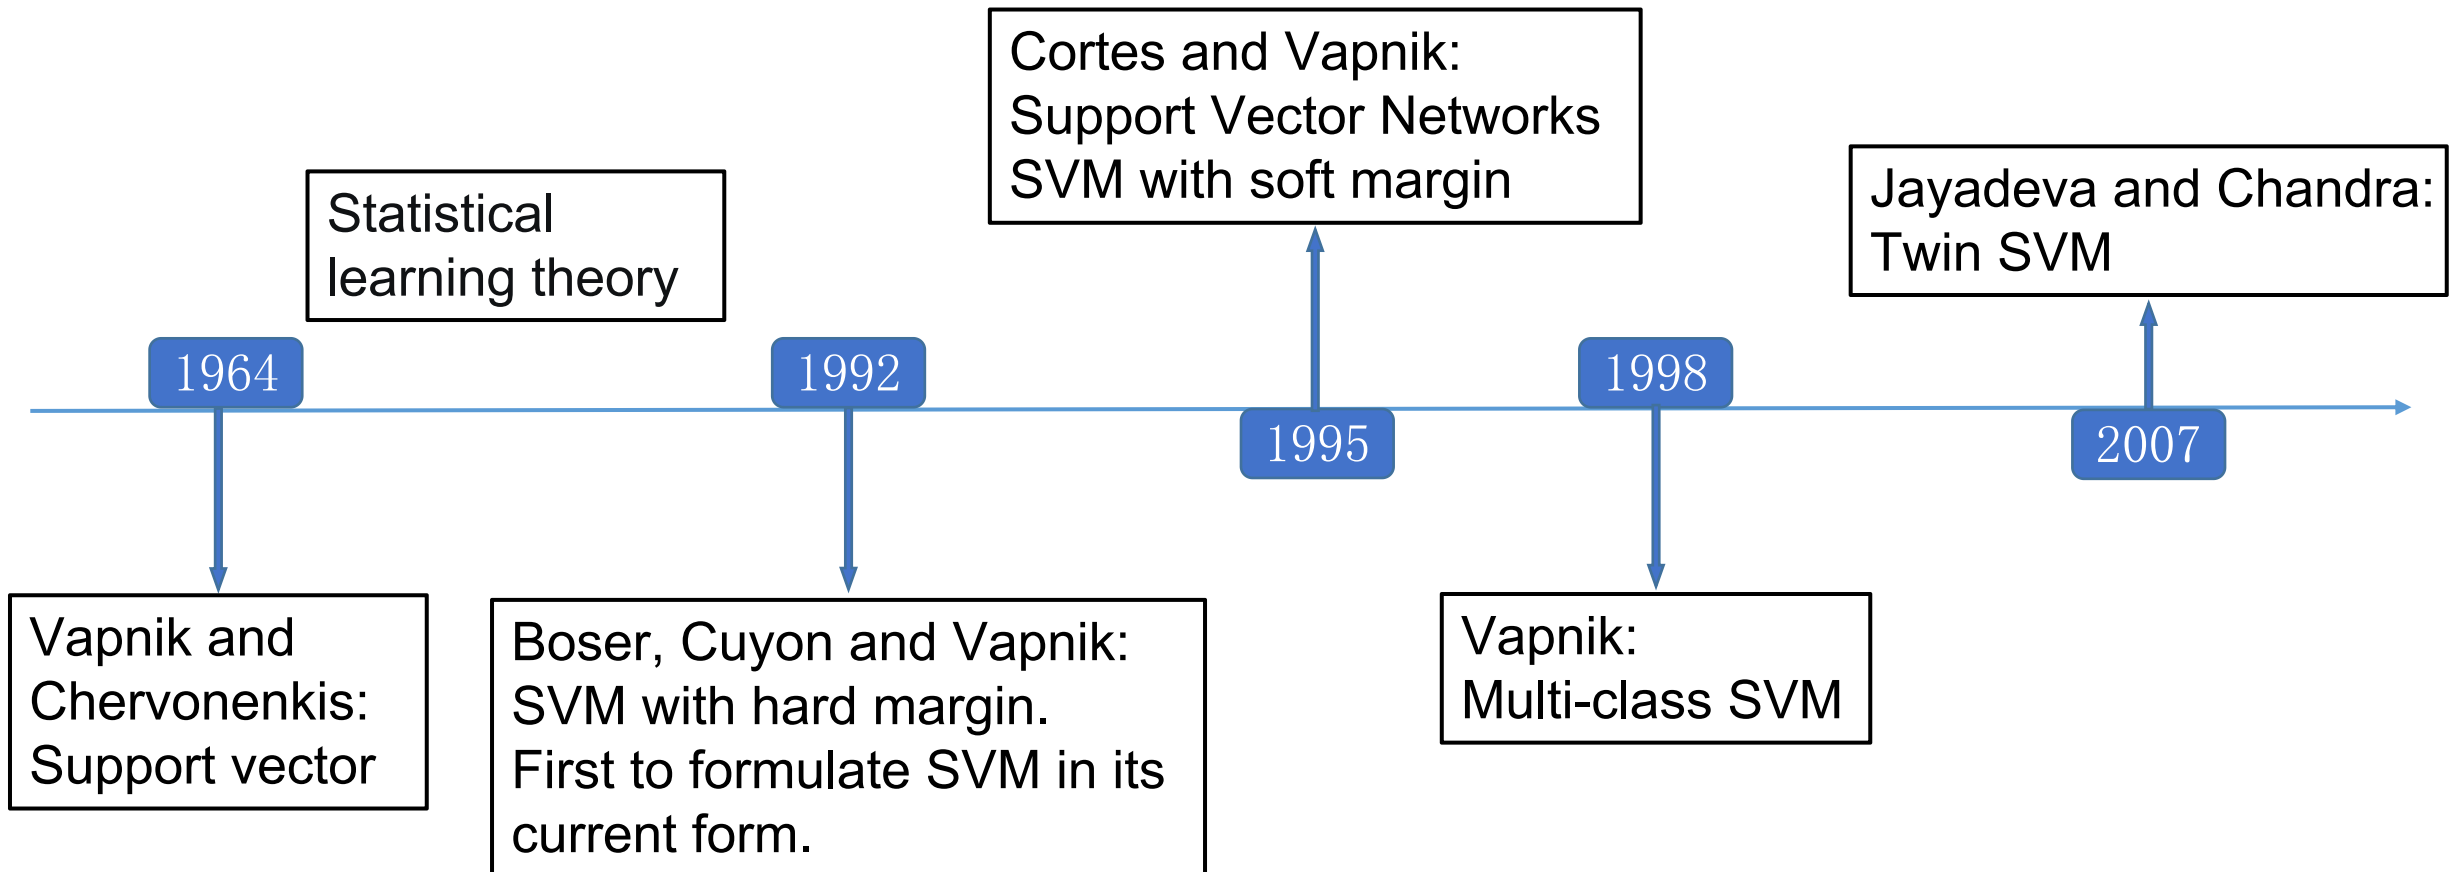 Cortes and Vapnik:
Support Vector Networks
SVM with soft margin
Statistical
learning theory
Jayadeva and Chandra:
Twin SVM
1964
1992
1995
1998
2007
Vapnik and
Chervonenkis:
Support vector
Boser, Cuyon and Vapnik:
SVM with hard margin.
First to formulate SVM in its
current form.
Vapnik:
Multi-class SVM